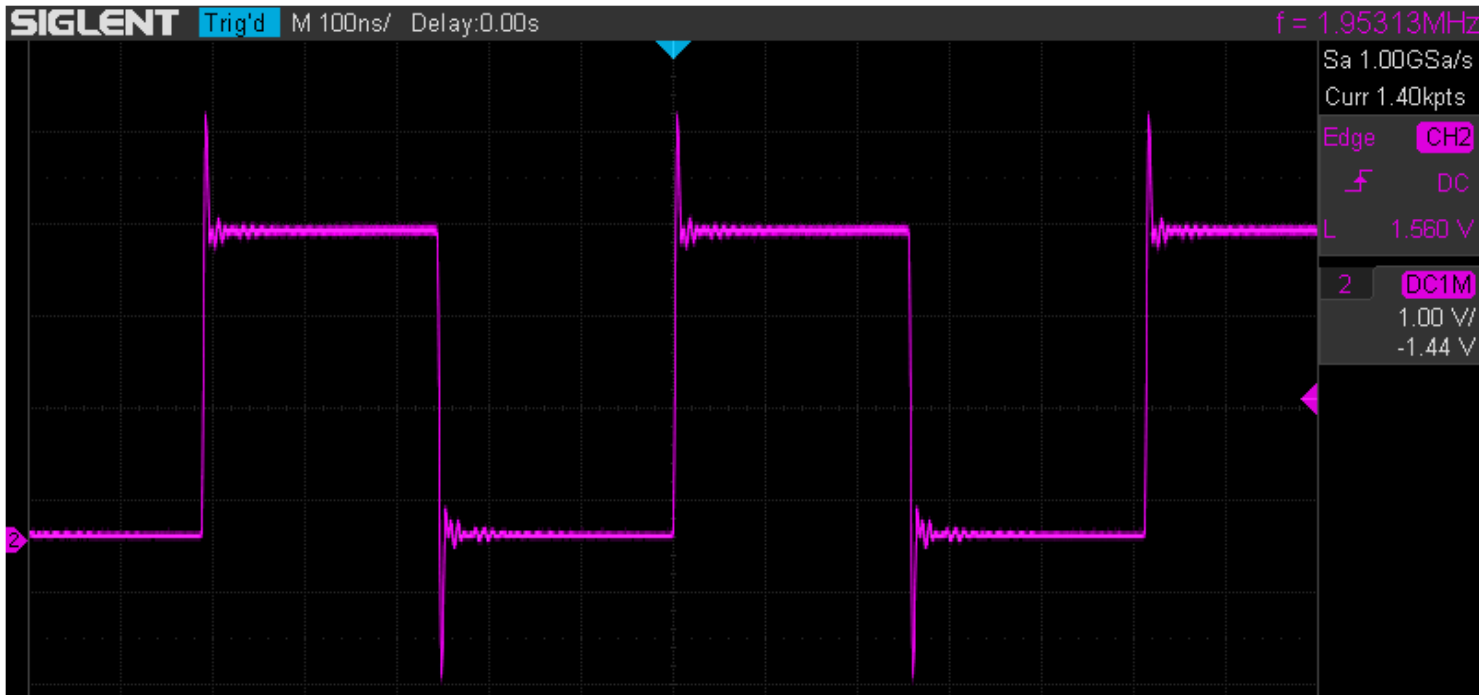 SIGLENT Trig'd M 100ns/ Delay:0.00s f = 1.95313MHz
Sa 1.00GSa/s
Curr 1.40kpts
Edge CH2
DC
L 1.560 V
2 DC1M
1.00 V/
-1.44 V
2